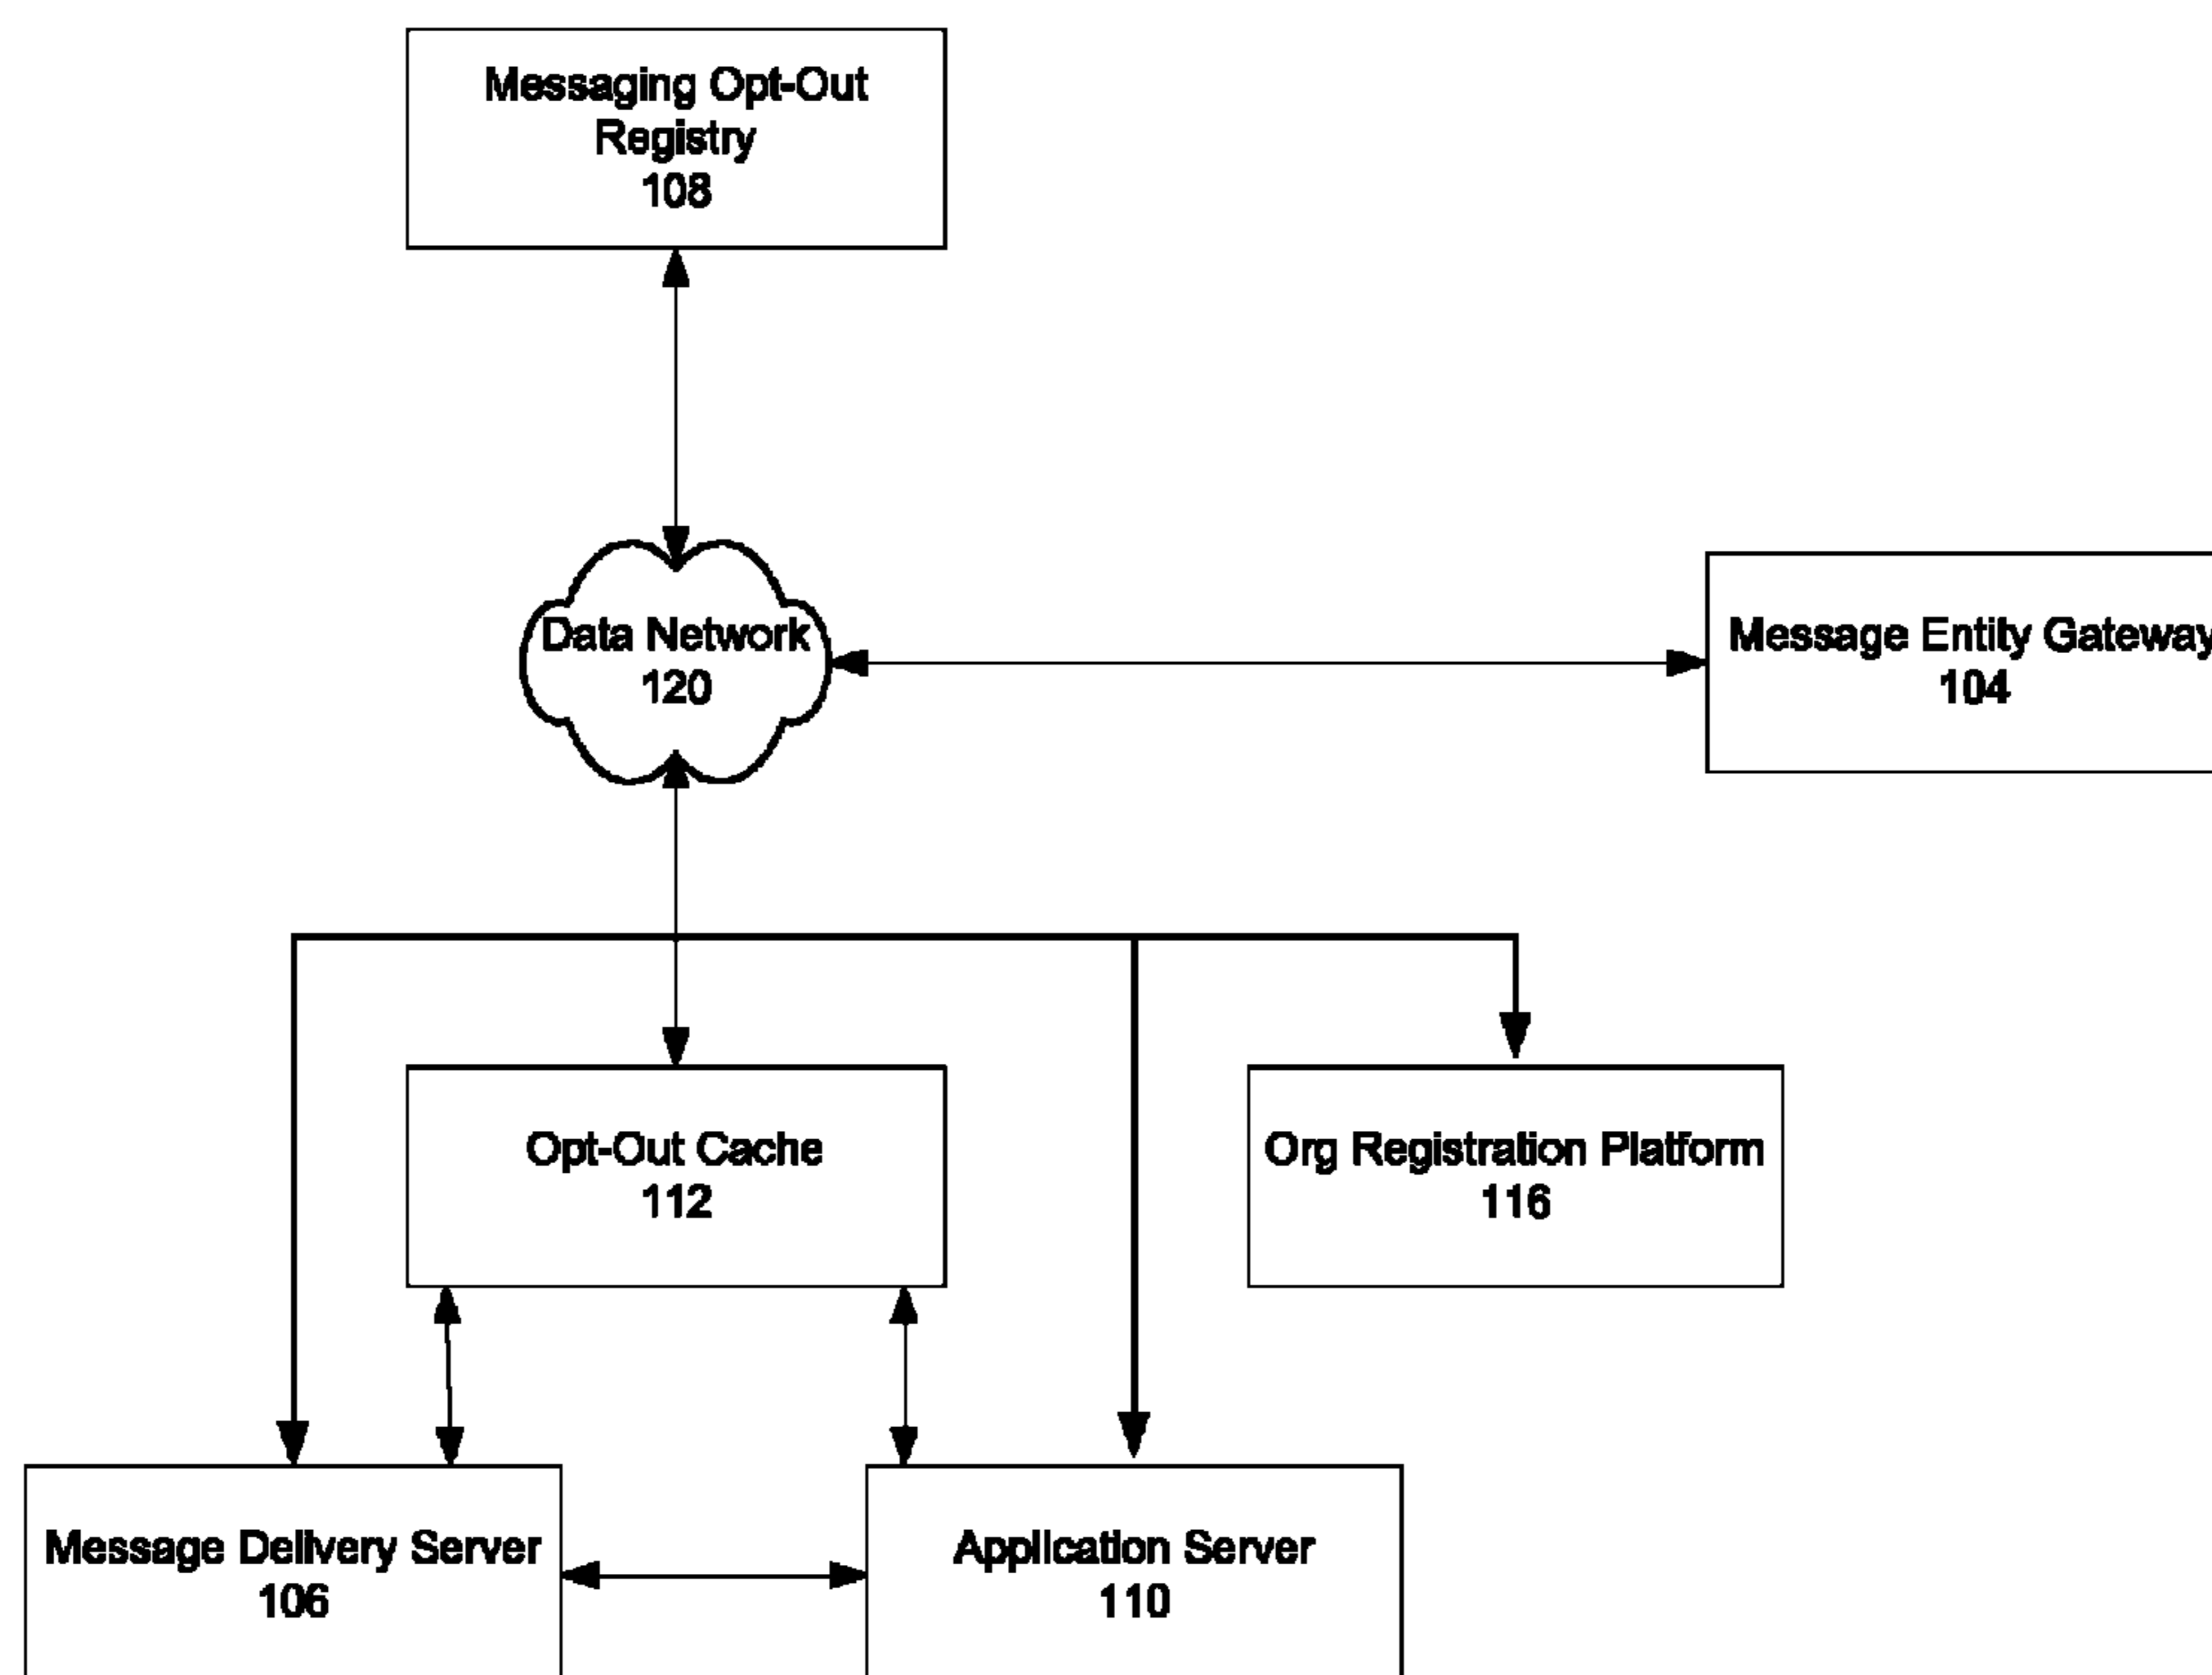 Messaging Opt-Out
Registry
108
Data Network
120
Message Entity Gateway
104
Opt-Out Cache
112
Org Registration Platform
116
Message Delivery Server
106
Application Server
110